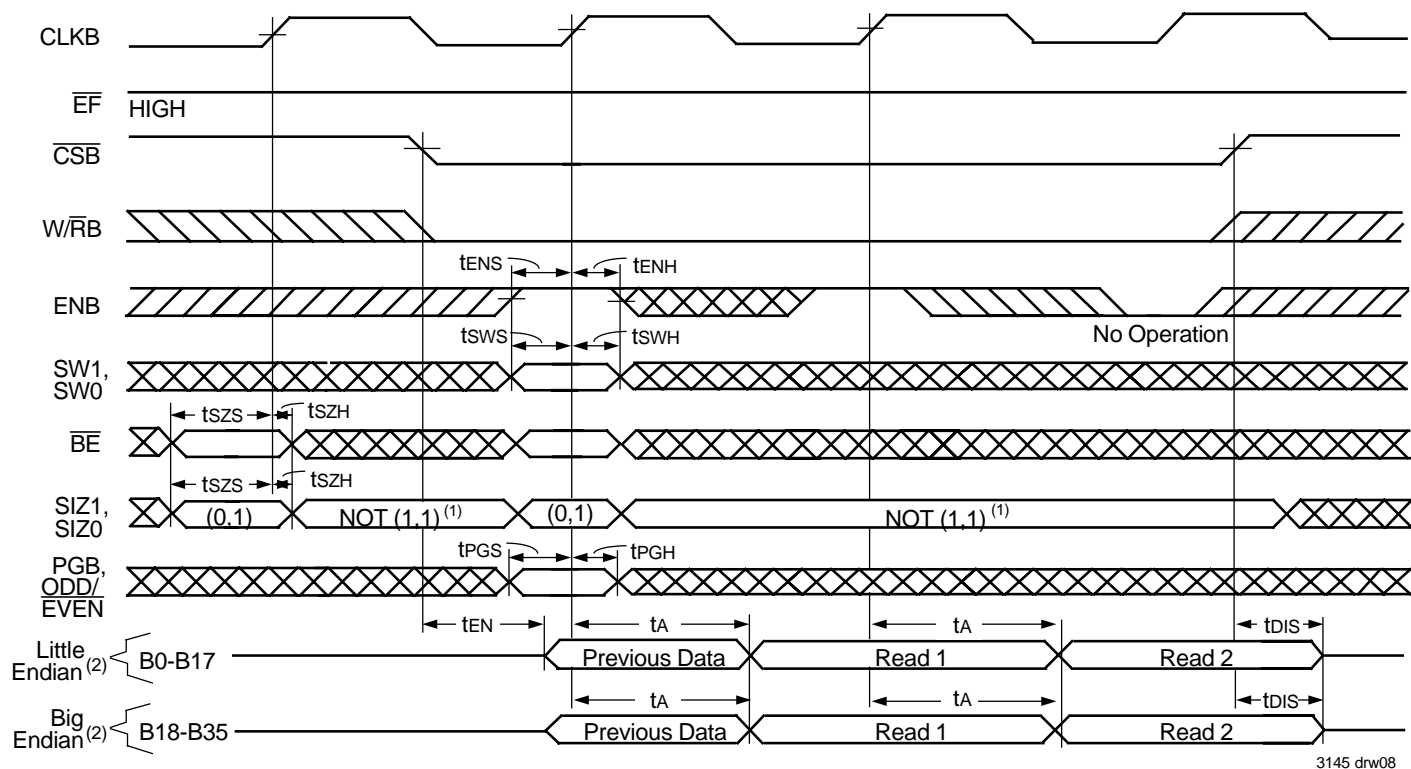 CLKB
EF
HIGH
CSB
W/RB
tENS
tENH
ENB
No Operation
tSWS
tSWH
SW1,
SW0
tSZS
tSZH
BE
tSZS
tSZH
SIZ1,
SIZ0
(0,1)
NOT (1,1) (1)
(0,1)
NOT (1,1) (1)
tPGS
tPGH
PGB,
ODD/
EVEN
tEN
tA
tA
tDIS
Little
Endian (2)
B0-B17
Previous Data
Read 1
Read 2
tA
tA
tDIS
Big
Endian (2)
B18-B35
Previous Data
Read 1
Read 2
3145 drw08